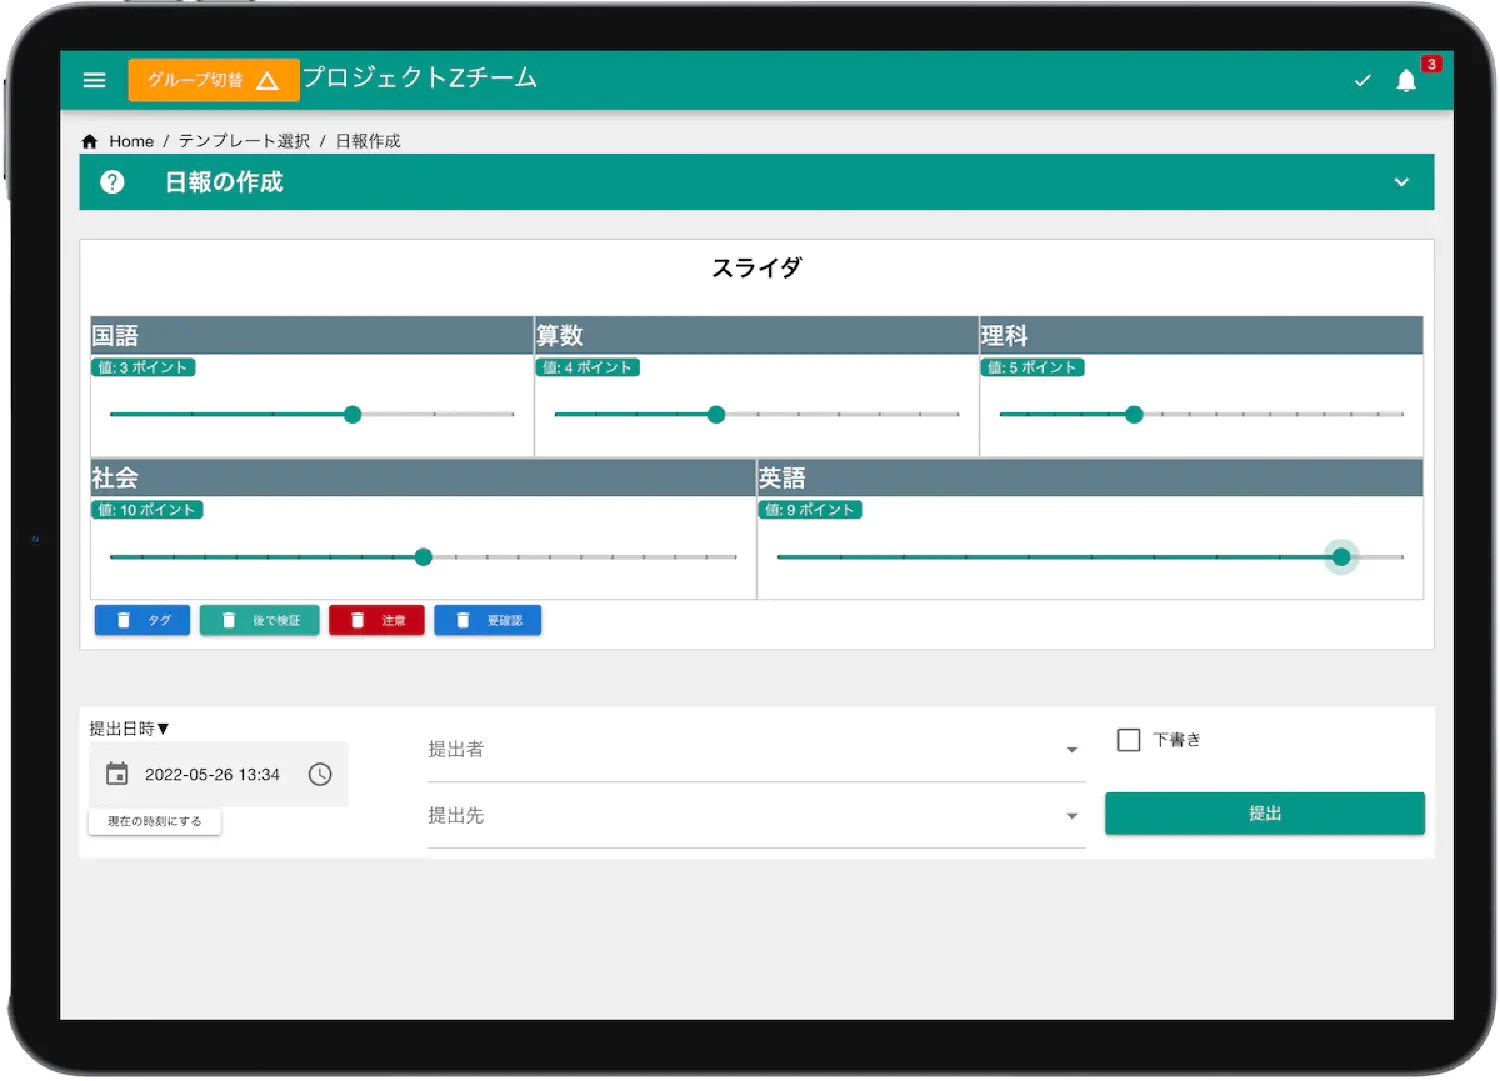 グループ切替 プロジェクトZチーム 3
Home / テンプレート選択 / 日報作成
? 日報の作成
スライダ
国語 算数 理科
値: 3 ポイント 値: 4 ポイント 値: 5 ポイント
社会 英語
値: 10 ポイント 値: 9 ポイント
タグ 後で検証 注意 要確認
提出日時▼
提出者 下書き
2022-05-26 13:34
提出先 提出
現在の時刻にする